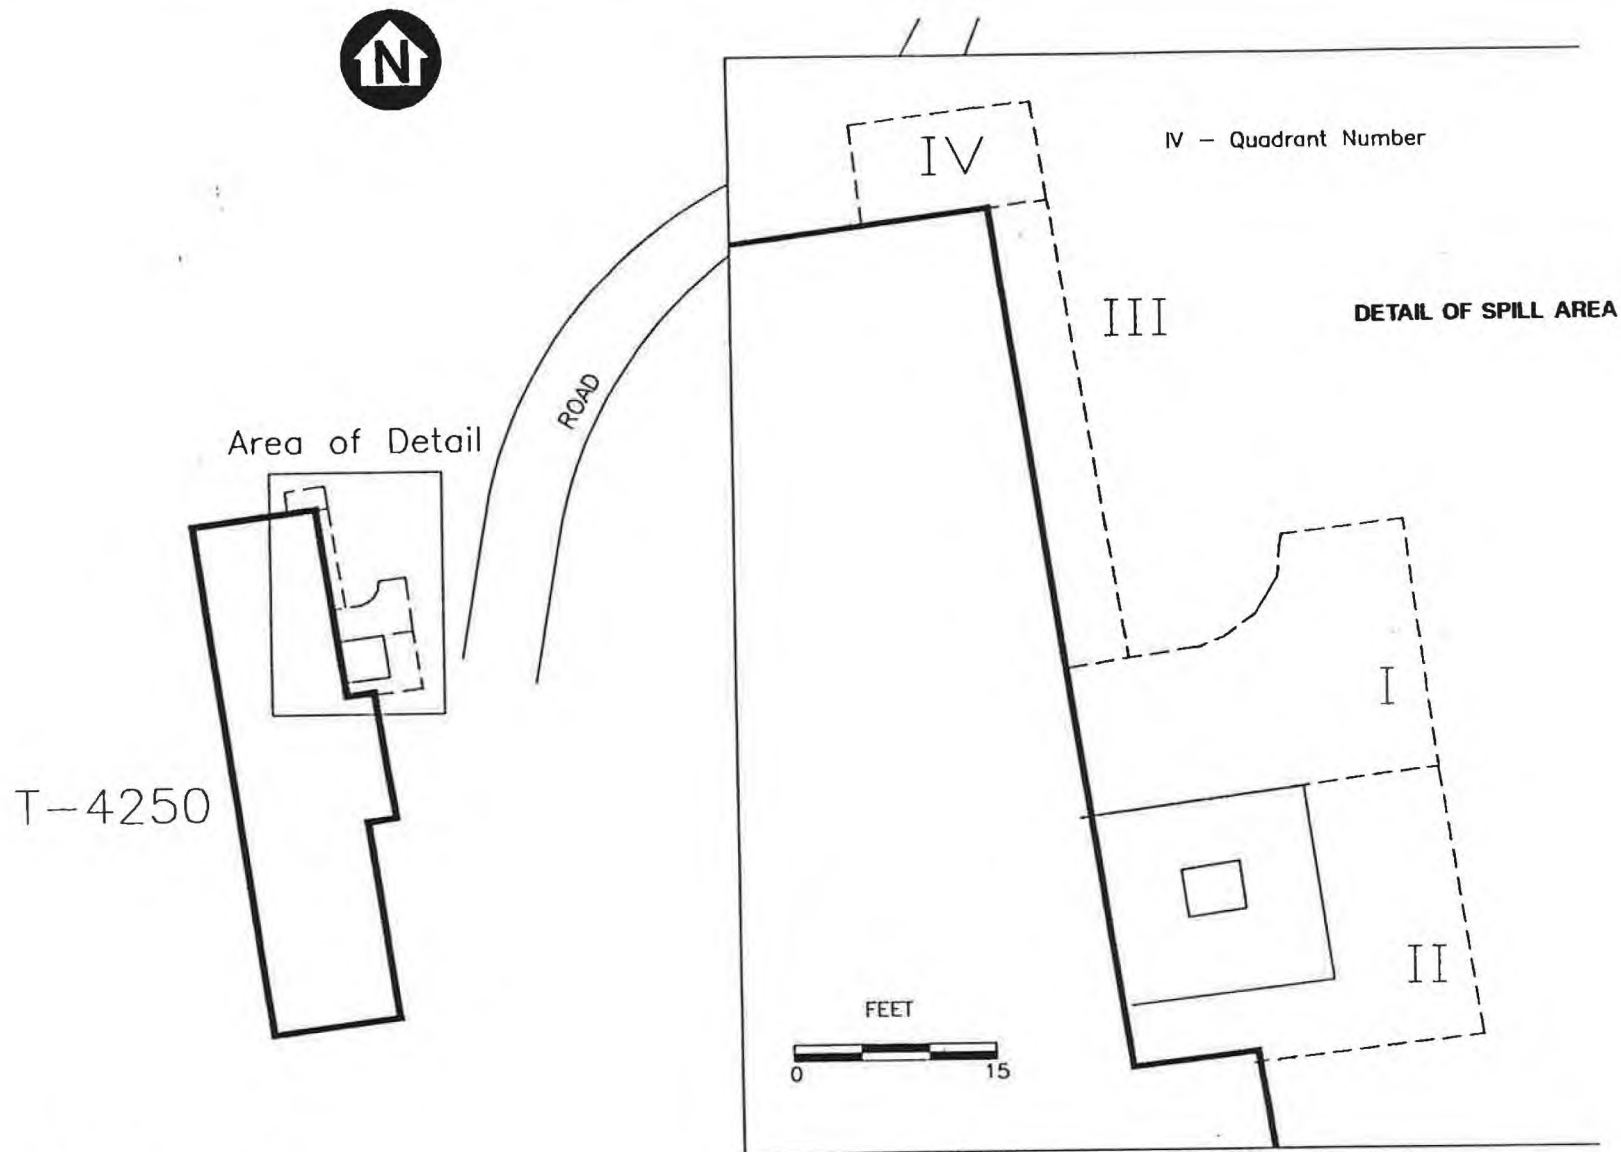 N
IV
IV – Quadrant Number
III
DETAIL OF SPILL AREA
ROAD
Area of Detail
I
T–4250
II
FEET
0 15